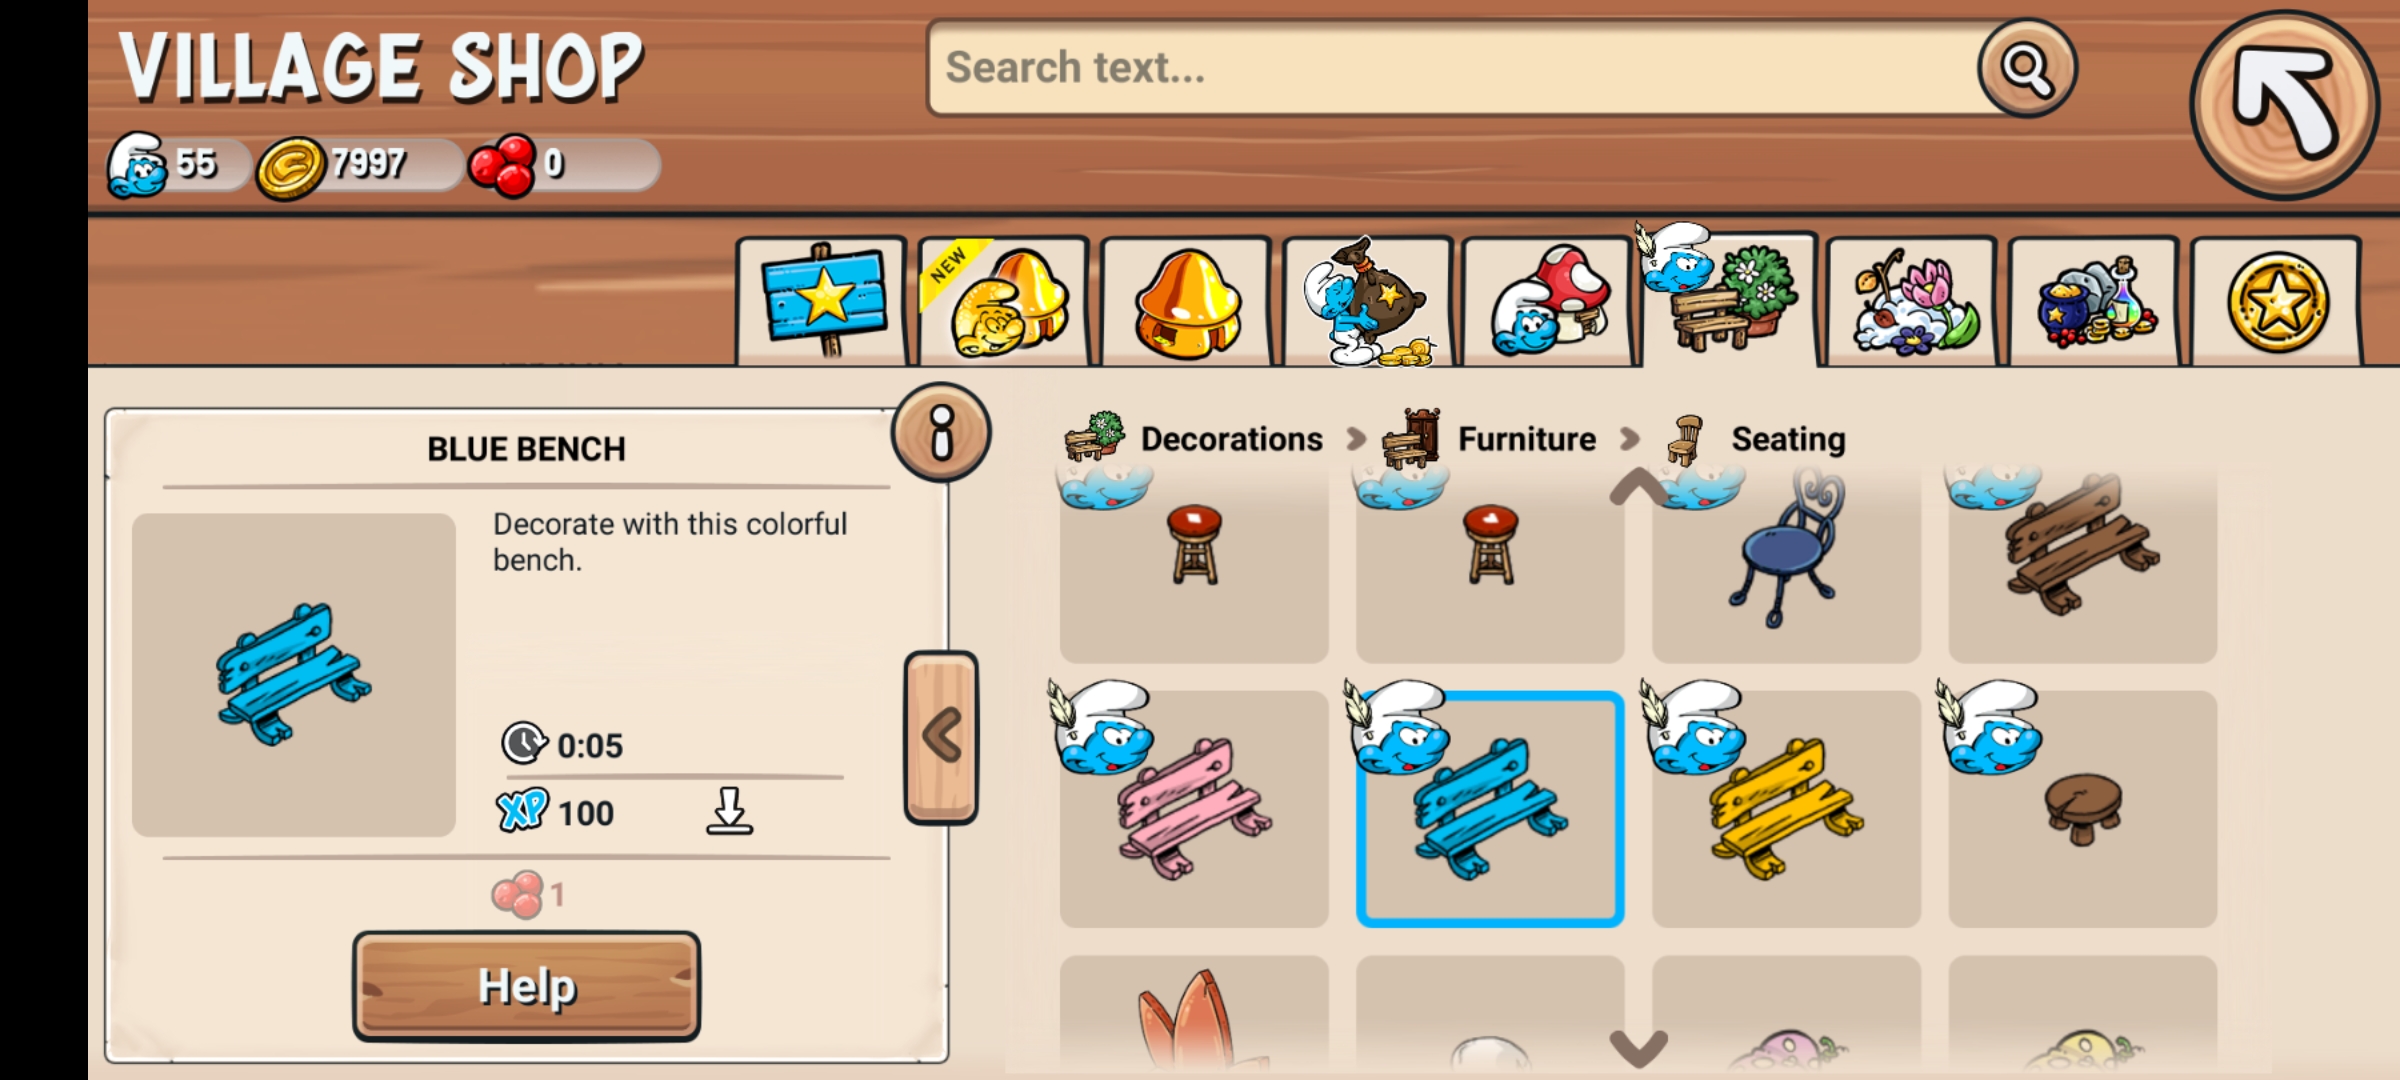 VILLAGE SHOP
Search text...
55
7997
0
NEW
BLUE BENCH
Decorate with this colorful
bench.
0:05
XP 100
1
Help
Decorations
Furniture
Seating